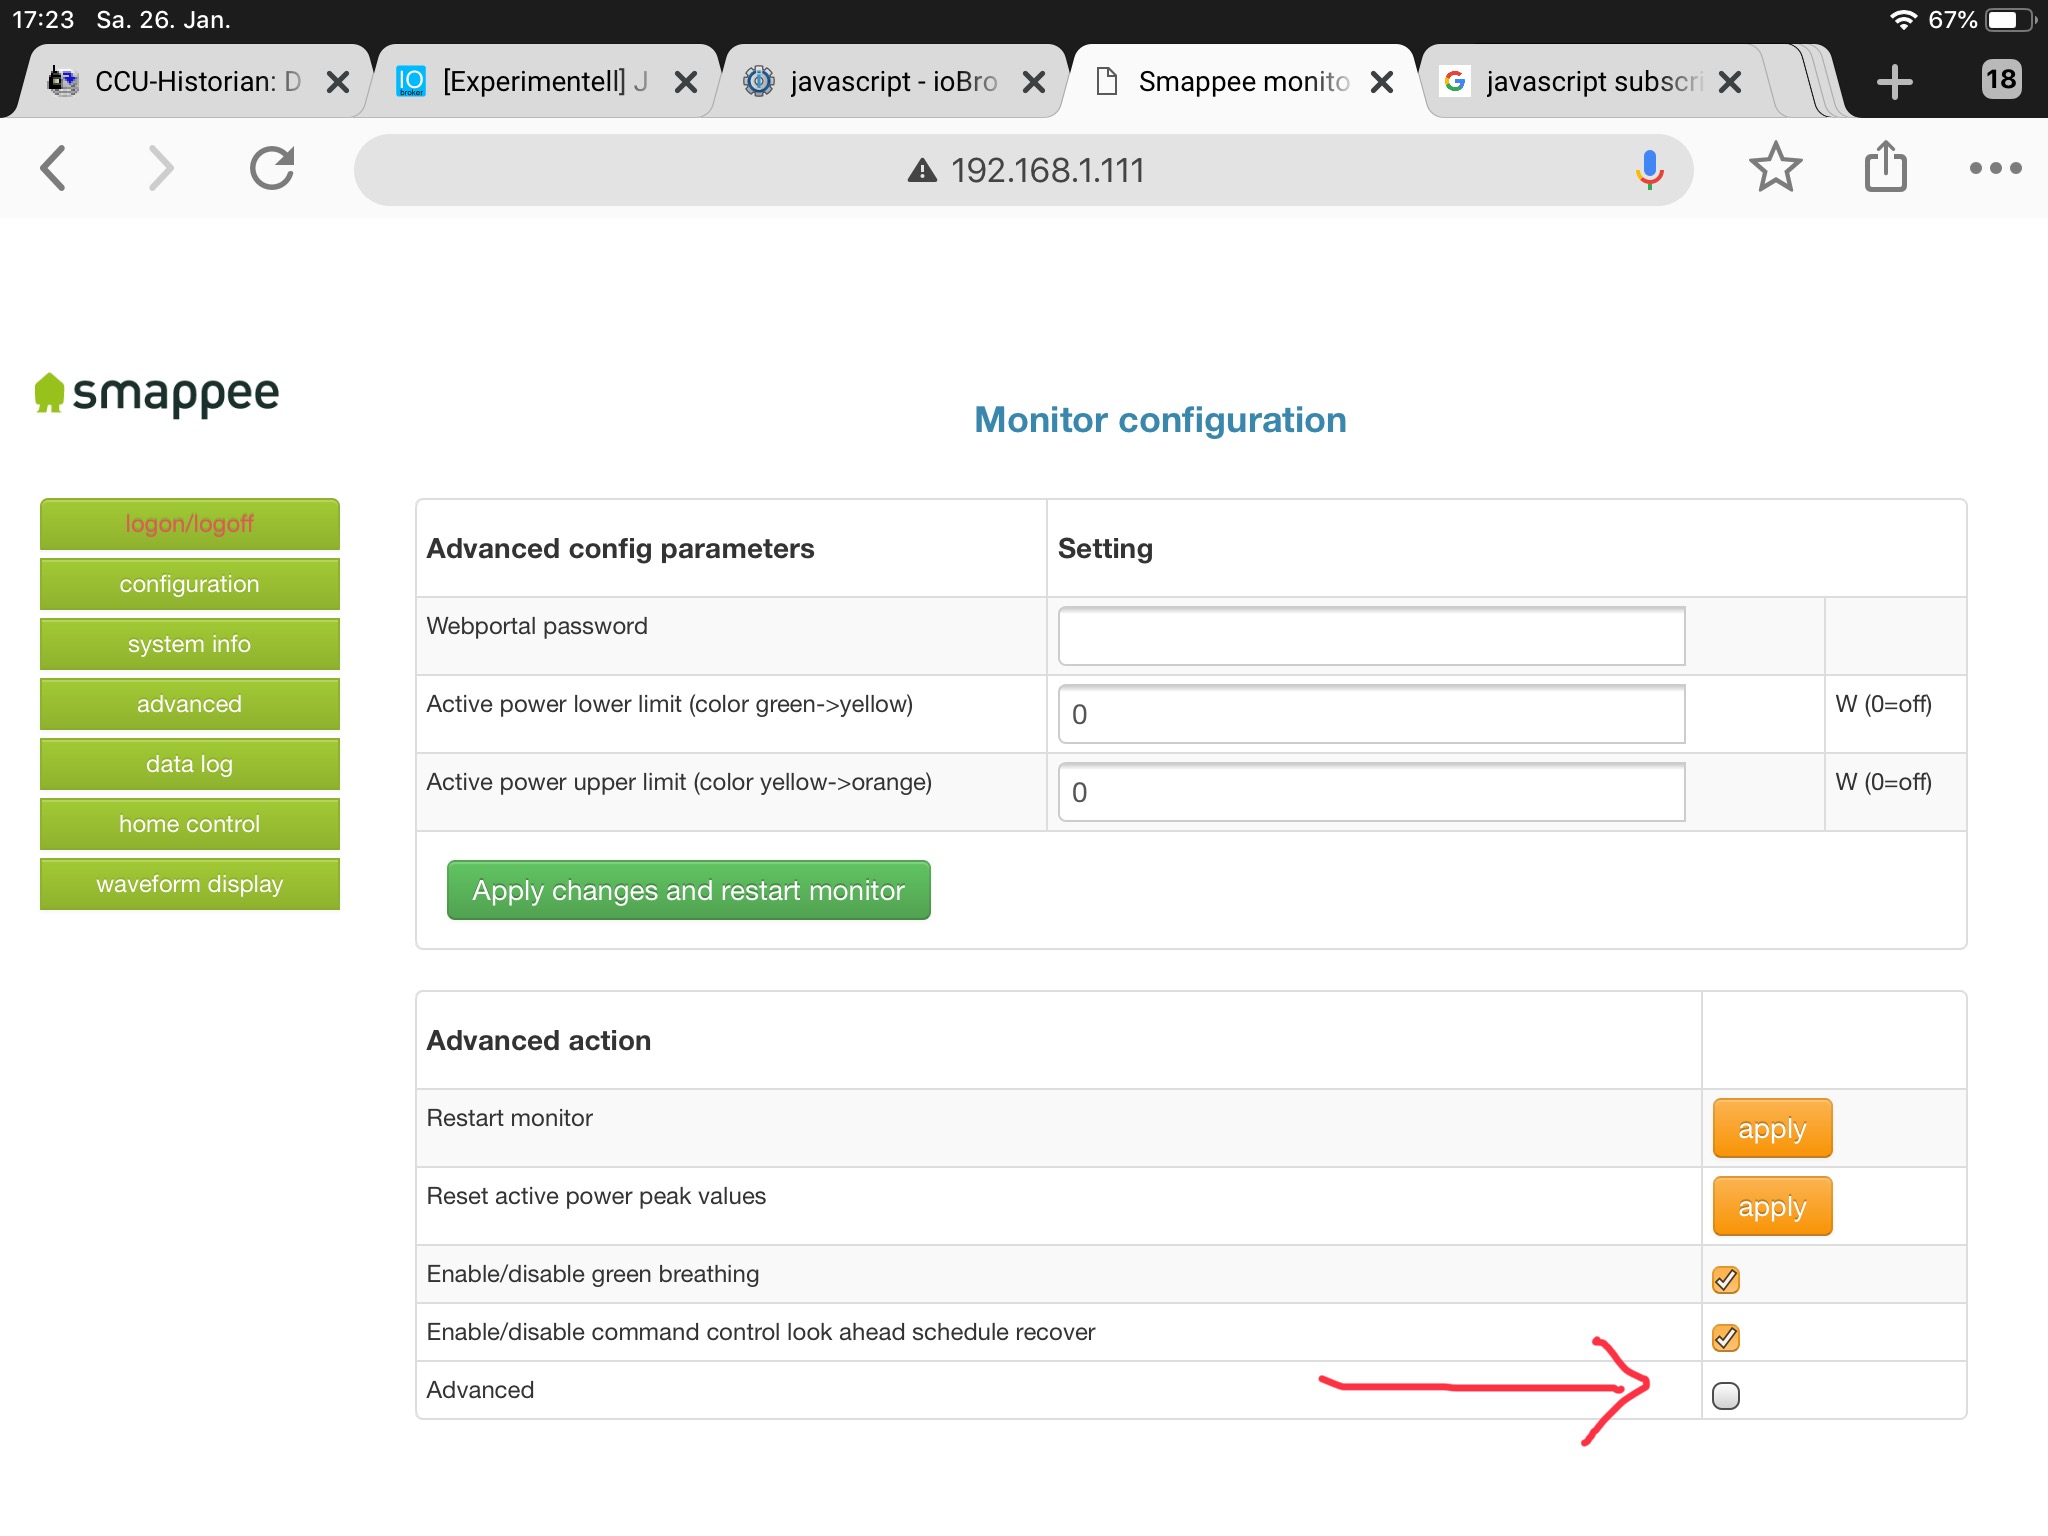 17:23 Sa. 26. Jan.
67%
CCU-Historian: D
[Experimentell] J
javascript - ioBro
Smappee monito
javascript subscri
18
192.168.1.111
smappee
Monitor configuration
logon/logoff
configuration
system info
advanced
data log
home control
waveform display
Advanced config parameters Setting
Webportal password
Active power lower limit (color green->yellow) 0 W (0=off)
Active power upper limit (color yellow->orange) 0 W (0=off)
Apply changes and restart monitor
Advanced action
Restart monitor apply
Reset active power peak values apply
Enable/disable green breathing
Enable/disable command control look ahead schedule recover
Advanced